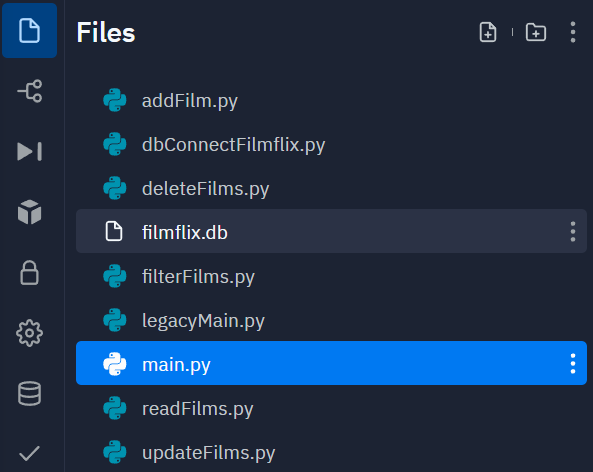 Files
addFilm.py
dbConnectFilmflix.py
deleteFilms.py
filmflix.db
filterFilms.py
legacyMain.py
main.py
readFilms.py
updateFilms.py